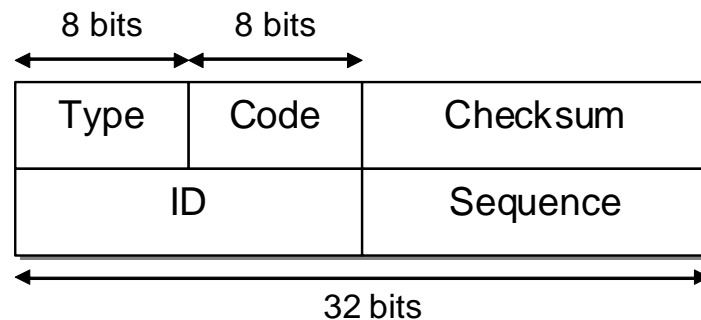 8 bits 8 bits
Type Code Checksum
ID Sequence
32 bits